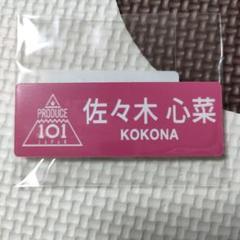 PRODUCE
101
JAPAN
佐々木 心菜
KOKONA